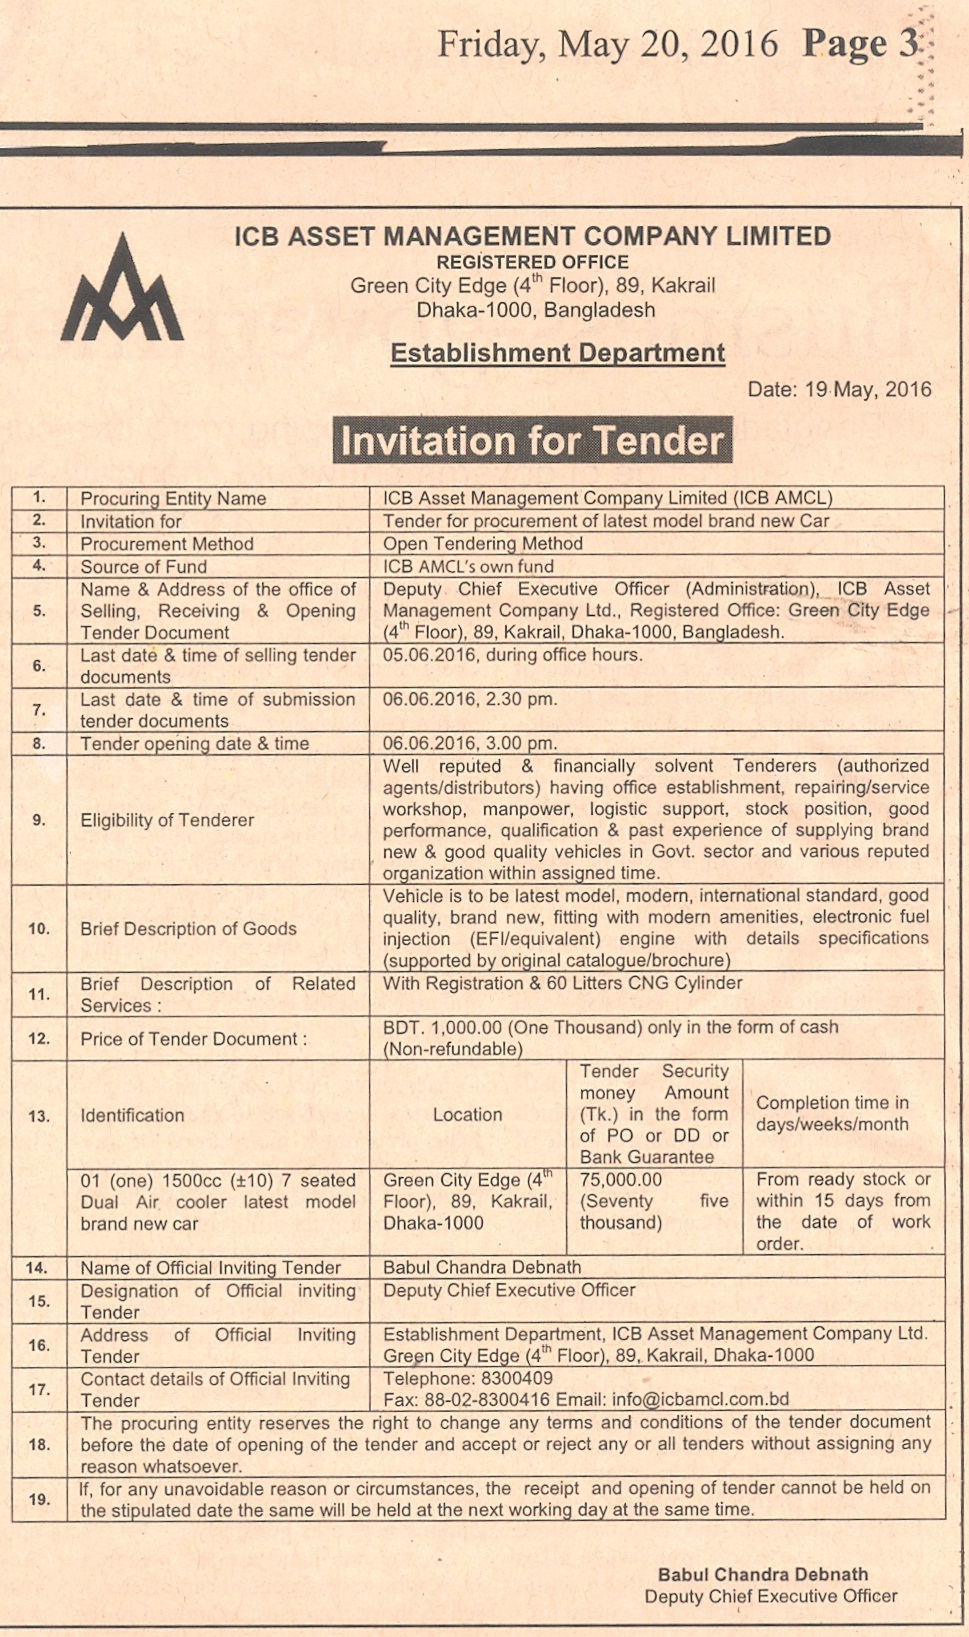 Friday, May 20, 2016 Page 3
ICB ASSET MANAGEMENT COMPANY LIMITED
REGISTERED OFFICE
Green City Edge (4th Floor), 89, Kakrail
Dhaka-1000, Bangladesh
Establishment Department
Date: 19 May, 2016
Invitation for Tender
1. Procuring Entity Name ICB Asset Management Company Limited (ICB AMCL)
2. Invitation for Tender for procurement of latest model brand new Car
3. Procurement Method Open Tendering Method
4. Source of Fund ICB AMCL's own fund
5. Name & Address of the office of
Selling, Receiving & Opening
Tender Document
Deputy Chief Executive Officer (Administration), ICB Asset
Management Company Ltd., Registered Office: Green City Edge
(4th Floor), 89, Kakrail, Dhaka-1000, Bangladesh.
6. Last date & time of selling tender
documents
05.06.2016, during office hours.
7. Last date & time of submission
tender documents
06.06.2016, 2.30 pm.
8. Tender opening date & time 06.06.2016, 3.00 pm.
9. Eligibility of Tenderer
Well reputed & financially solvent Tenderers (authorized
agents/distributors) having office establishment, repairing/service
workshop, manpower, logistic support, stock position, good
performance, qualification & past experience of supplying brand
new & good quality vehicles in Govt. sector and various reputed
organization within assigned time.
10. Brief Description of Goods
Vehicle is to be latest model, modern, international standard, good
quality, brand new, fitting with modern amenities, electronic fuel
injection (EFI/equivalent) engine with details specifications
(supported by original catalogue/brochure)
11. Brief Description of Related
Services :
With Registration & 60 Litters CNG Cylinder
12. Price of Tender Document :
BDT. 1,000.00 (One Thousand) only in the form of cash
(Non-refundable)
13. Identification
Location
Tender Security
money Amount
(Tk.) in the form
of PO or DD or
Bank Guarantee
Completion time in
days/weeks/month
01 (one) 1500cc (±10) 7 seated
Dual Air cooler latest model
brand new car
Green City Edge (4th
Floor), 89, Kakrail,
Dhaka-1000
75,000.00
(Seventy five
thousand)
From ready stock or
within 15 days from
the date of work
order.
14. Name of Official Inviting Tender Babul Chandra Debnath
15. Designation of Official inviting
Tender
Deputy Chief Executive Officer
16. Address of Official Inviting
Tender
Establishment Department, ICB Asset Management Company Ltd.
Green City Edge (4th Floor), 89, Kakrail, Dhaka-1000
17. Contact details of Official Inviting
Tender
Telephone: 8300409
Fax: 88-02-8300416 Email: info@icbamcl.com.bd
18. The procuring entity reserves the right to change any terms and conditions of the tender document
before the date of opening of the tender and accept or reject any or all tenders without assigning any
reason whatsoever.
19. If, for any unavoidable reason or circumstances, the receipt and opening of tender cannot be held on
the stipulated date the same will be held at the next working day at the same time.
Babul Chandra Debnath
Deputy Chief Executive Officer